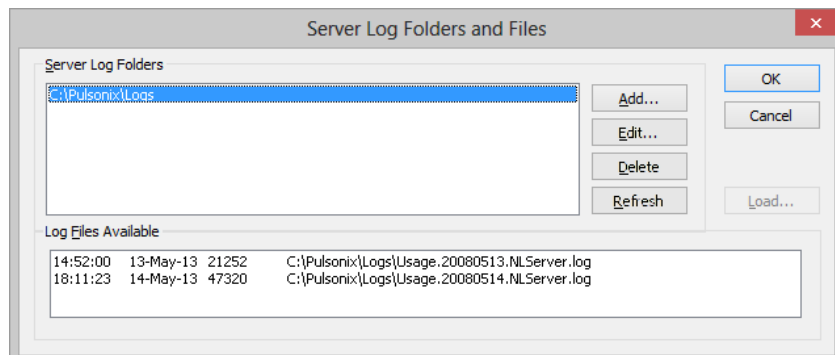 Server Log Folders and Files
Server Log Folders
C:\Pulsonix\Logs
Add...
Edit...
Delete
Refresh
OK
Cancel
Load...
Log Files Available
14:52:00 13-May-13 21252 C:\Pulsonix\Logs\Usage.20080513.NLServer.log
18:11:23 14-May-13 47320 C:\Pulsonix\Logs\Usage.20080514.NLServer.log